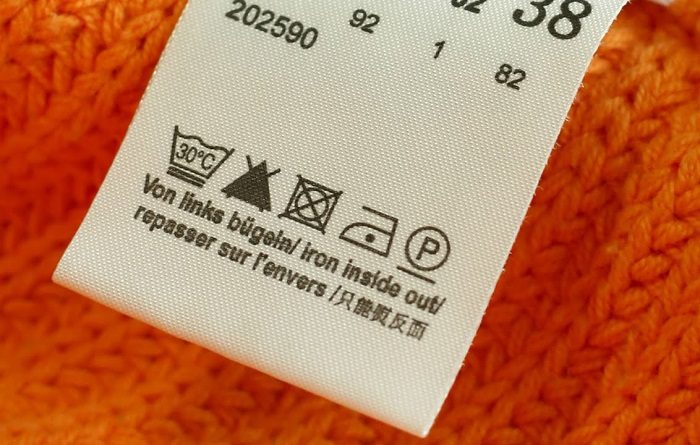 38
202590 92 1 82
30°C P
Von links bügeln/ iron inside out/
repasser sur l'envers /只能熨反面